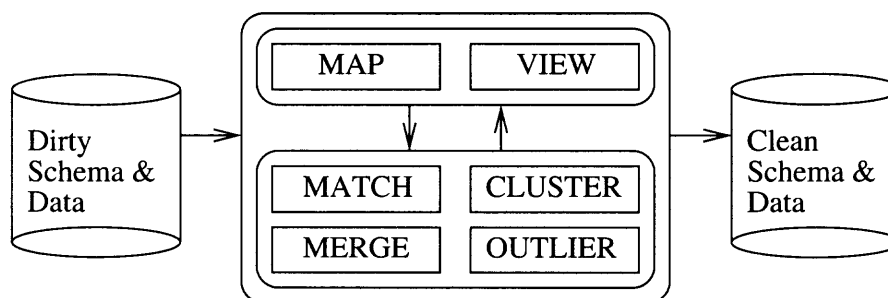 MAP
VIEW
Dirty
Schema &
Data
MATCH
CLUSTER
MERGE
OUTLIER
Clean
Schema &
Data